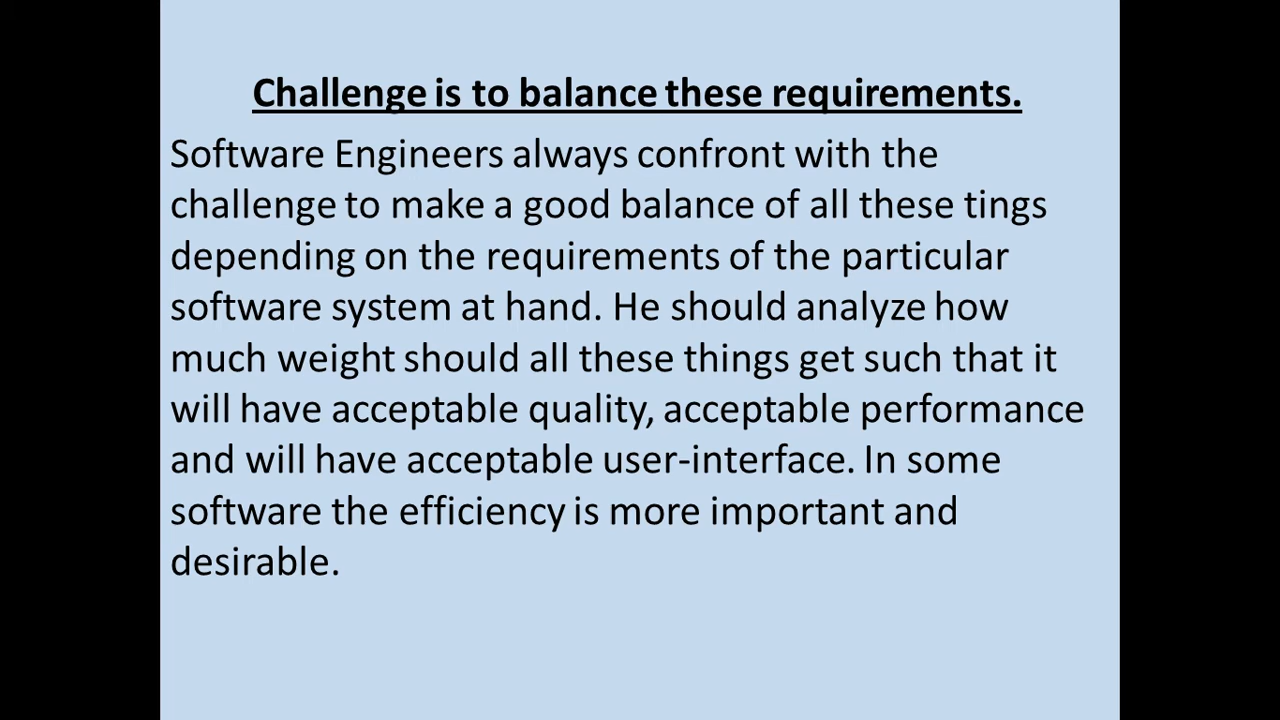 Challenge is to balance these requirements.
Software Engineers always confront with the
challenge to make a good balance of all these tings
depending on the requirements of the particular
software system at hand. He should analyze how
much weight should all these things get such that it
will have acceptable quality, acceptable performance
and will have acceptable user-interface. In some
software the efficiency is more important and
desirable.